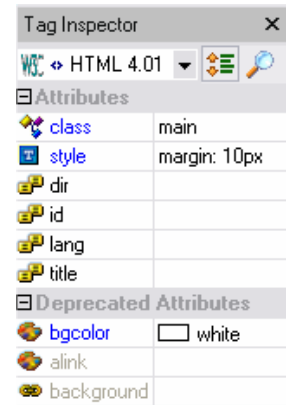 Tag Inspector
W3C HTML 4.01
Attributes
class main
style margin: 10px
dir
id
lang
title
Deprecated Attributes
bgcolor white
alink
background